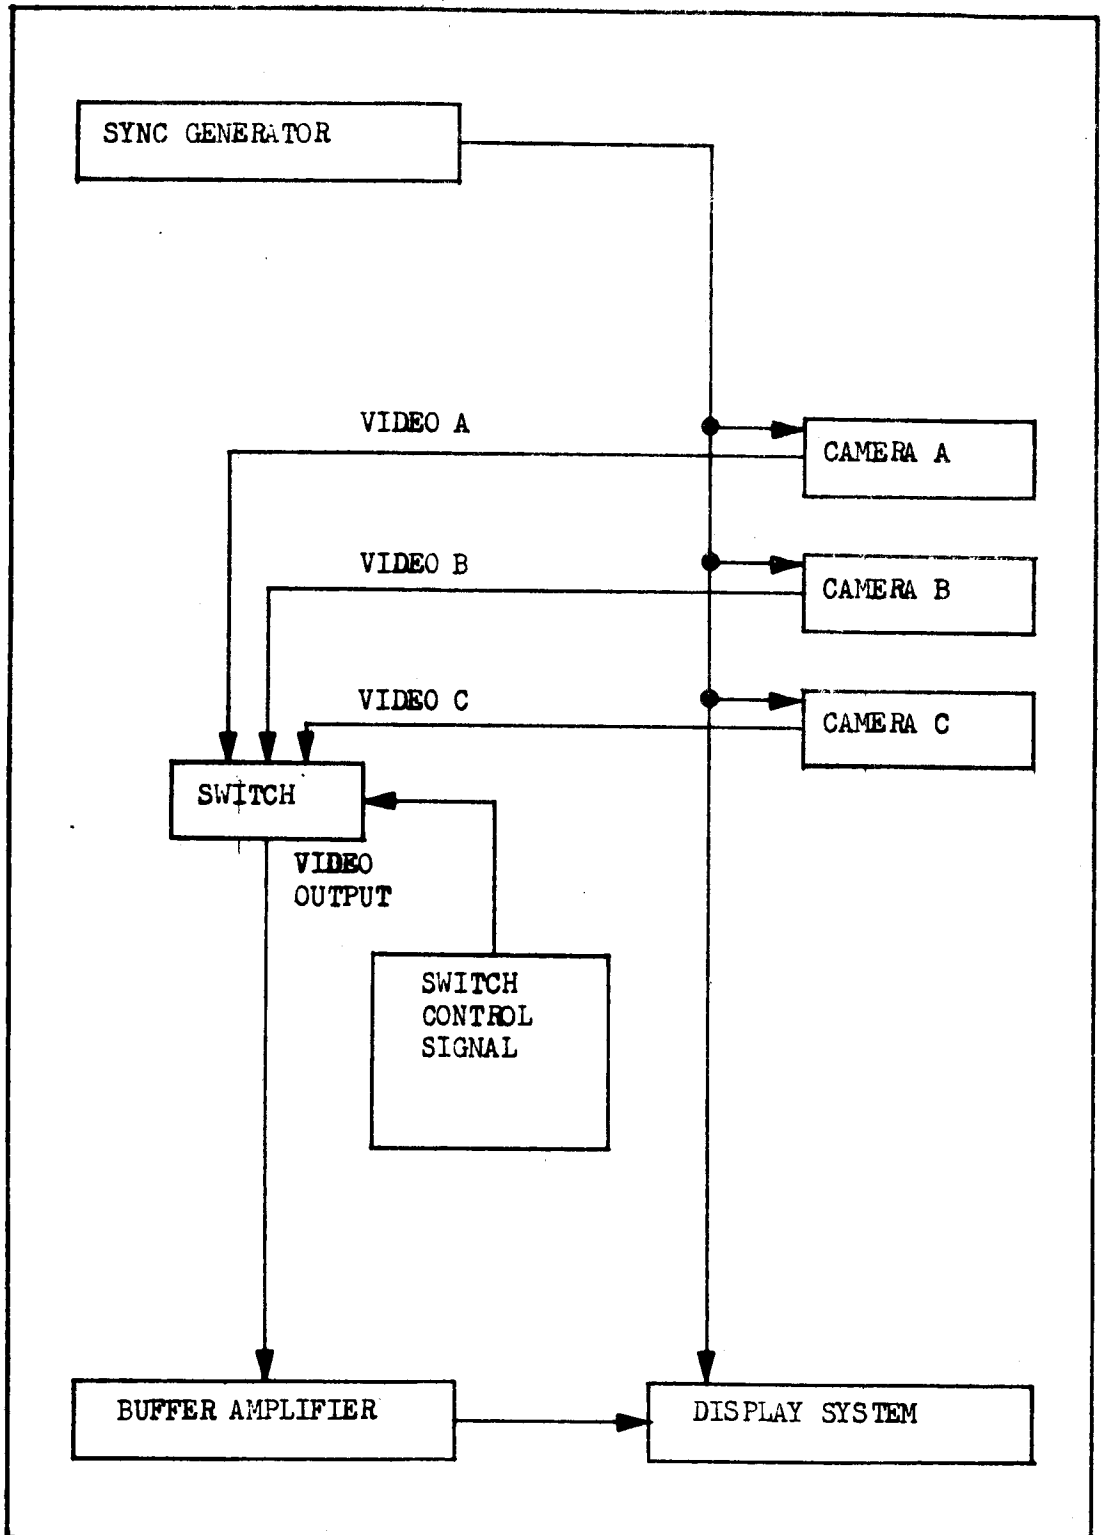 SYNC GENERATOR
VIDEO A
CAMERA A
VIDEO B
CAMERA B
VIDEO C
CAMERA C
SWITCH
VIDEO
OUTPUT
SWITCH
CONTROL
SIGNAL
BUFFER AMPLIFIER
DISPLAY SYSTEM